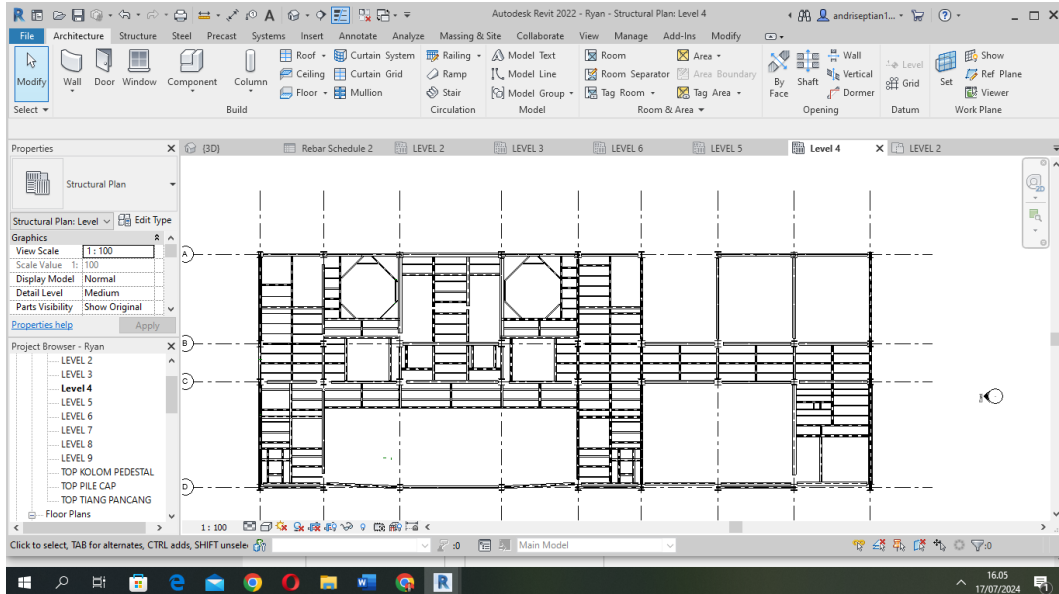 Autodesk Revit 2022 - Ryan - Structural Plan: Level 4
andriseptian1...
File Architecture Structure Steel Precast Systems Insert Annotate Analyze Massing & Site Collaborate View Manage Add-Ins Modify
Modify Wall Door Window Component Column
Roof Curtain System
Ceiling Curtain Grid
Floor Mullion
Railing Model Text
Ramp Model Line
Stair Model Group
Room Area
Room Separator Area Boundary
Tag Room Tag Area
By Face Shaft
Wall
Vertical
Dormer
Level
Grid
Set
Show
Ref Plane
Viewer
Select Build Circulation Model Room & Area Opening Datum Work Plane
Properties
{3D} Rebar Schedule 2 LEVEL 2 LEVEL 3 LEVEL 6 LEVEL 5 Level 4 LEVEL 2
Structural Plan
Structural Plan: Level Edit Type
Graphics
View Scale 1 : 100
Scale Value 1: 100
Display Model Normal
Detail Level Medium
Parts Visibility Show Original
Properties help Apply
Project Browser - Ryan
LEVEL 2
LEVEL 3
Level 4
LEVEL 5
LEVEL 6
LEVEL 7
LEVEL 8
LEVEL 9
TOP KOLOM PEDESTAL
TOP PILE CAP
TOP TIANG PANCANG
Floor Plans
A
B
C
D
2D
1 : 100
Click to select, TAB for alternates, CTRL adds, SHIFT unsele
:0
Main Model
:0
16.05
17/07/2024